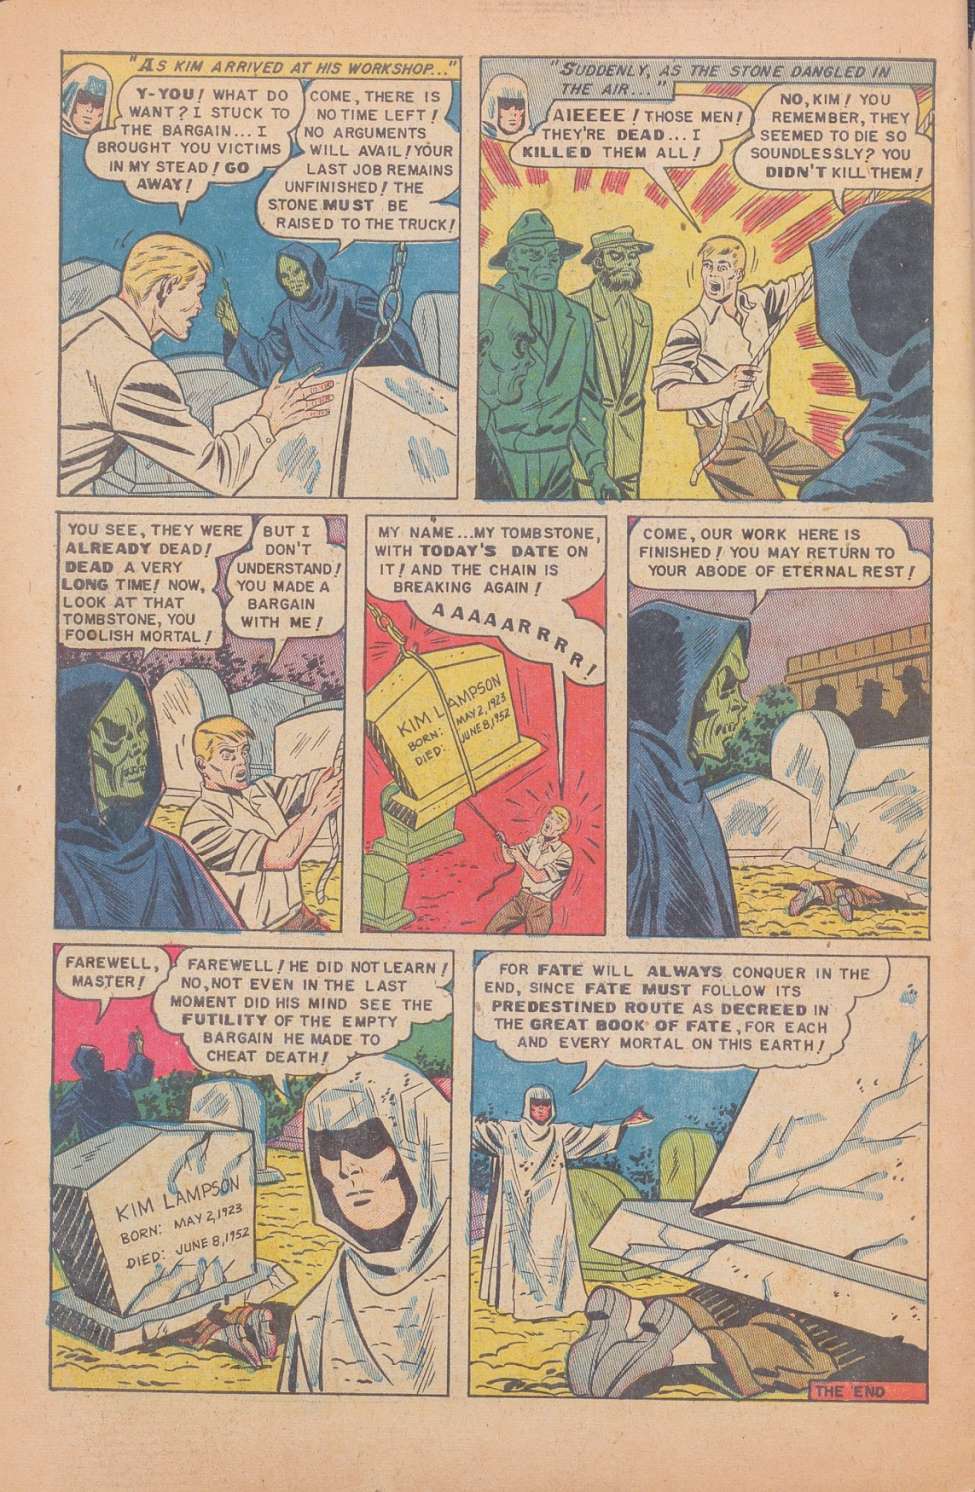 "AS KIM ARRIVED AT HIS WORKSHOP..."
Y-YOU! WHAT DO
WANT? I STUCK TO
THE BARGAIN... I
BROUGHT YOU VICTIMS
IN MY STEAD! GO
AWAY!
COME, THERE IS
NO TIME LEFT!
NO ARGUMENTS
WILL AVAIL! YOUR
LAST JOB REMAINS
UNFINISHED! THE
STONE MUST BE
RAISED TO THE TRUCK!
"SUDDENLY, AS THE STONE DANGLED IN
THE AIR..."
AIEEEE! THOSE MEN!
THEY'RE DEAD... I
KILLED THEM ALL!
NO, KIM! YOU
REMEMBER, THEY
SEEMED TO DIE SO
SOUNDLESSLY? YOU
DIDN'T KILL THEM!
YOU SEE, THEY WERE
ALREADY DEAD!
DEAD A VERY
LONG TIME! NOW,
LOOK AT THAT
TOMBSTONE, YOU
FOOLISH MORTAL!
BUT I
DON'T
UNDERSTAND!
YOU MADE A
BARGAIN
WITH ME!
MY NAME...MY TOMBSTONE,
WITH TODAY'S DATE ON
IT! AND THE CHAIN IS
BREAKING AGAIN!
AAAAARRRR!
KIM LAMPSON
BORN: MAY 2, 1923
DIED: JUNE 8, 1952
COME, OUR WORK HERE IS
FINISHED! YOU MAY RETURN TO
YOUR ABODE OF ETERNAL REST!
FAREWELL,
MASTER!
FAREWELL! HE DID NOT LEARN!
NO, NOT EVEN IN THE LAST
MOMENT DID HIS MIND SEE THE
FUTILITY OF THE EMPTY
BARGAIN HE MADE TO
CHEAT DEATH!
KIM LAMPSON
BORN: MAY 2, 1923
DIED: JUNE 8, 1952
FOR FATE WILL ALWAYS CONQUER IN THE
END, SINCE FATE MUST FOLLOW ITS
PREDESTINED ROUTE AS DECREED IN
THE GREAT BOOK OF FATE, FOR EACH
AND EVERY MORTAL ON THIS EARTH!
THE END